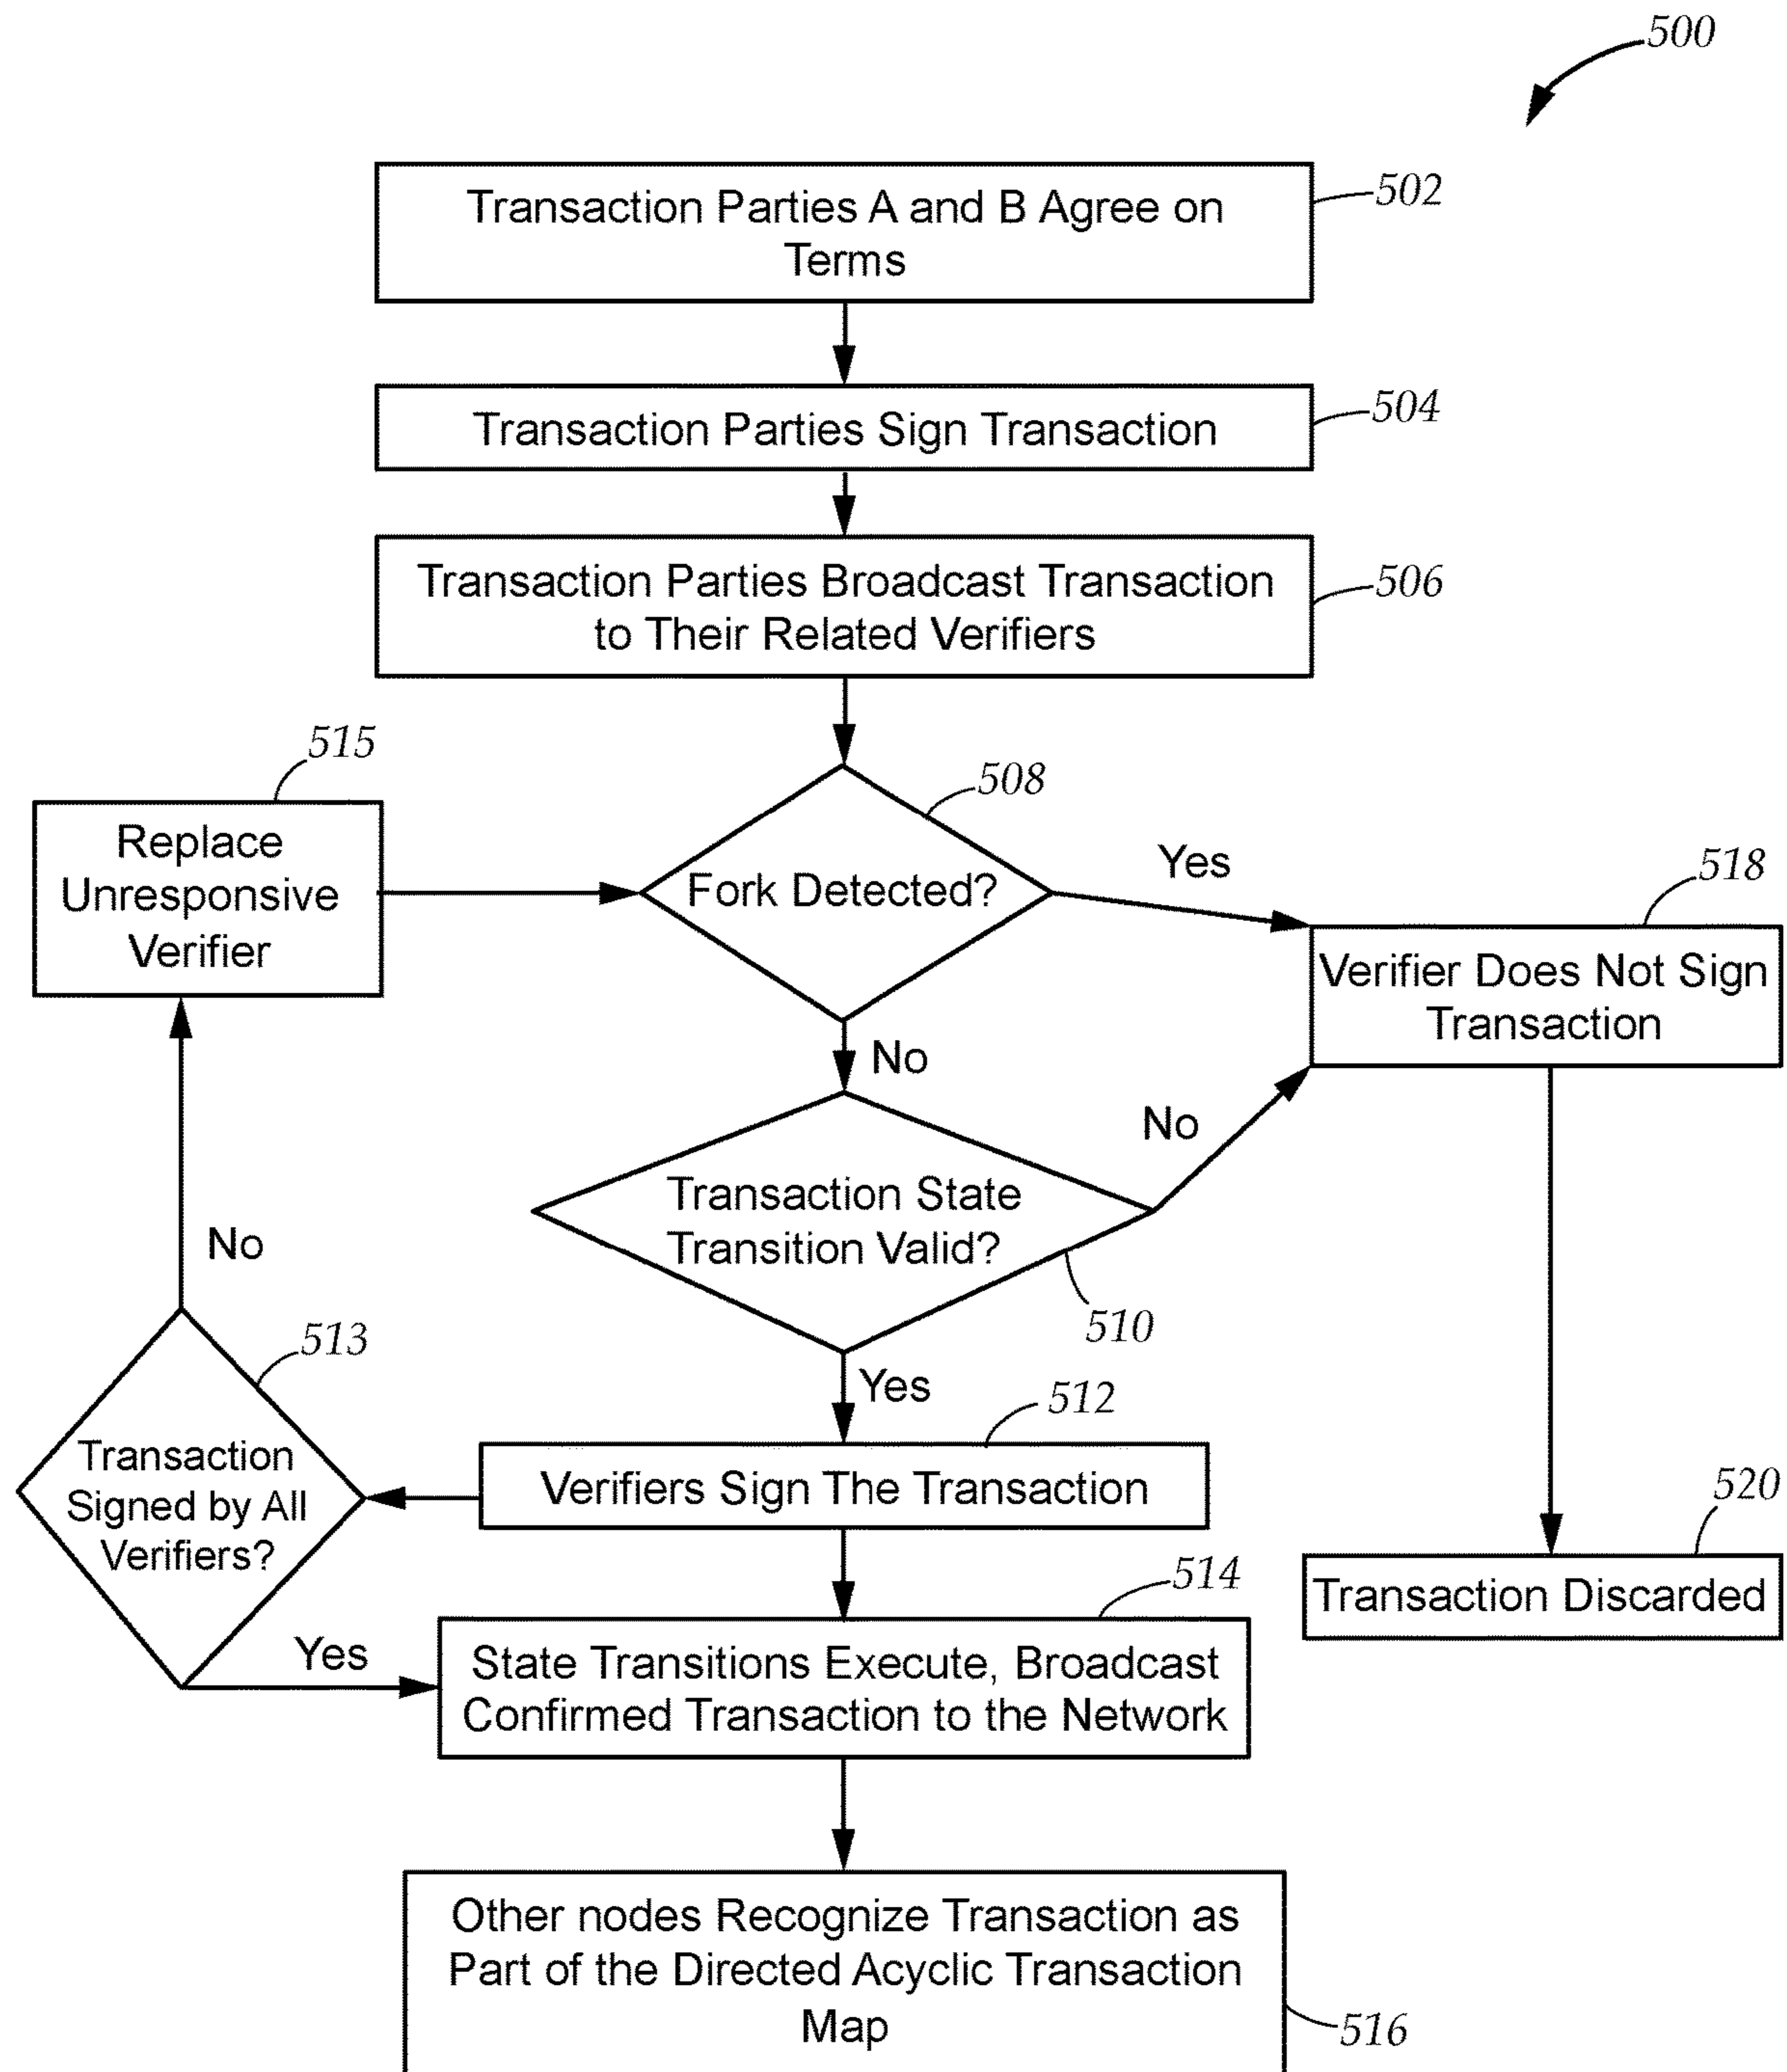 500
Transaction Parties A and B Agree on
Terms
502
Transaction Parties Sign Transaction
504
Transaction Parties Broadcast Transaction
to Their Related Verifiers
506
515
Replace
Unresponsive
Verifier
508
Fork Detected?
Yes
518
Verifier Does Not Sign
Transaction
No
No
Transaction State
Transition Valid?
510
No
513
Transaction
Signed by All
Verifiers?
Yes
512
Verifiers Sign The Transaction
520
Transaction Discarded
514
Yes
State Transitions Execute, Broadcast
Confirmed Transaction to the Network
Other nodes Recognize Transaction as
Part of the Directed Acyclic Transaction
Map
516